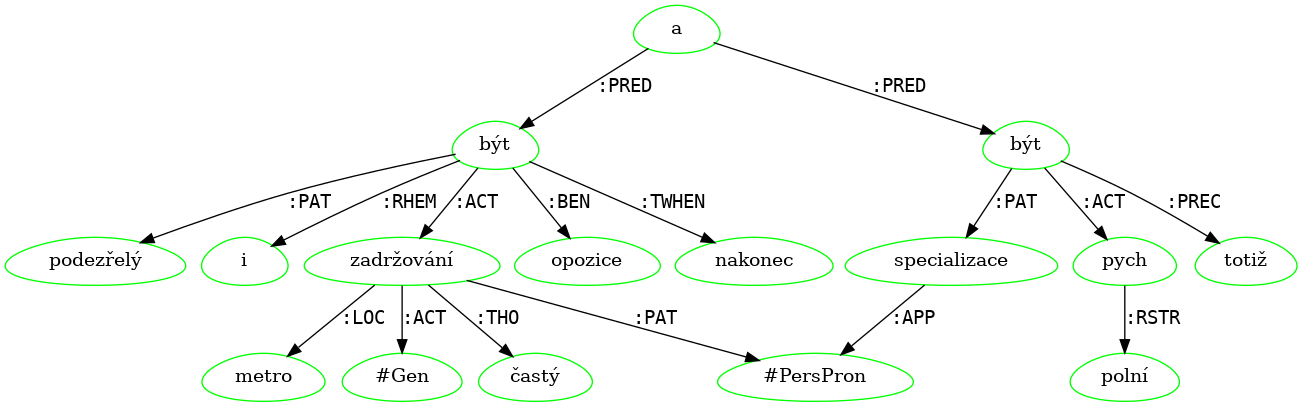 a
:PRED :PRED
být být
:PAT :RHEM :ACT :BEN :TWHEN :PAT :ACT :PREC
podezřelý i zadržování opozice nakonec specializace pych totiž
:LOC :ACT :THO :PAT :APP :RSTR
metro #Gen častý #PersPron polní